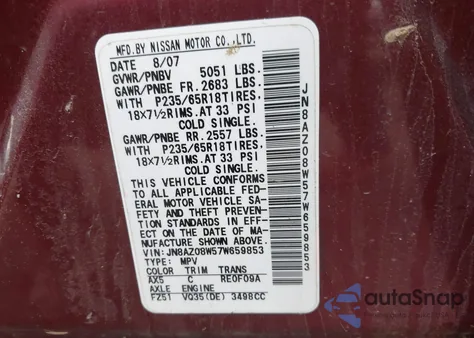 MFD.BY NISSAN MOTOR CO.,LTD.
DATE 8/07
GVWR/PNBV 5051 LBS.
GAWR/PNBE FR.2683 LBS.
WITH P235/65R18TIRES.
18X7½RIMS.AT 33 PSI
COLD SINGLE.
GAWR/PNBE RR.2557 LBS.
WITH P235/65R18TIRES.
18X7½RIMS.AT 33 PSI
COLD SINGLE.
THIS VEHICLE CONFORMS
TO ALL APPLICABLE FED-
ERAL MOTOR VEHICLE SA-
FETY AND THEFT PREVEN-
TION STANDARDS IN EFF-
ECT ON THE DATE OF MA-
NUFACTURE SHOWN ABOVE.
VIN:JN8AZ08W57W659853
TYPE: MPV
COLOR TRIM TRANS
AX5 C RE0F09A
AXLE ENGINE
FZ51 VQ35(DE) 3498CC
JN8AZ08W57W659853
autoSnap